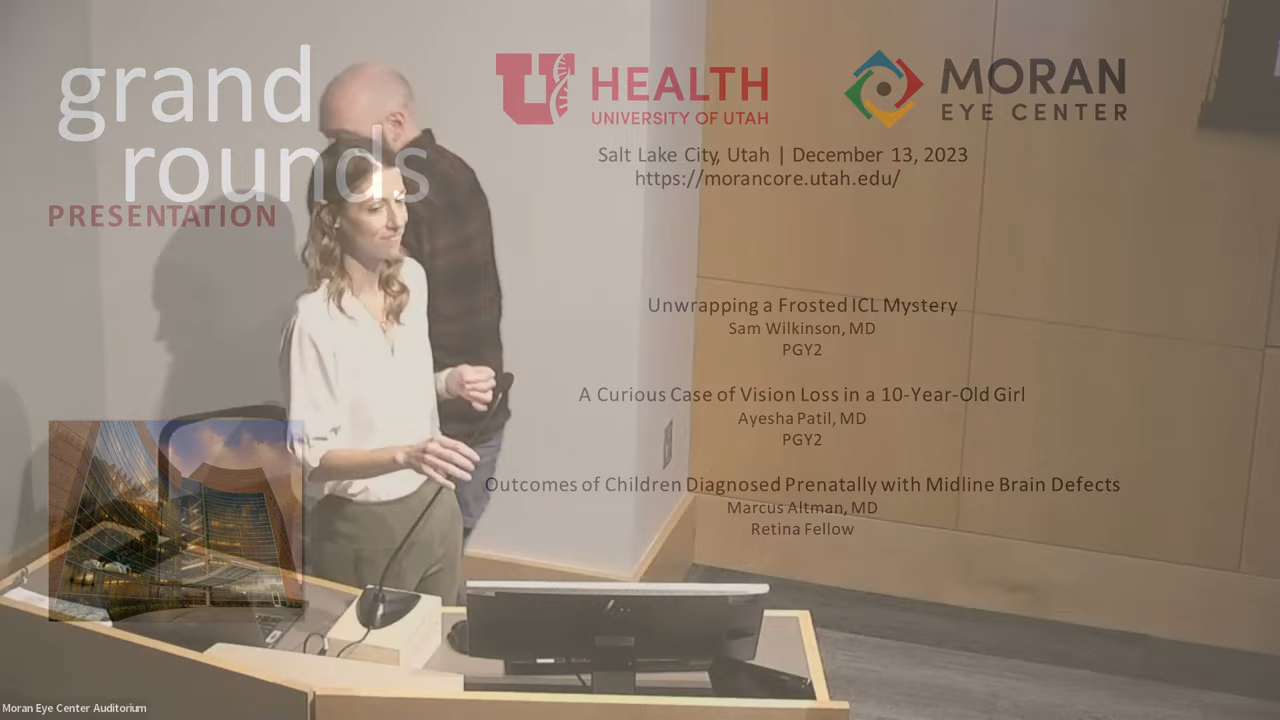 grand
rounds
PRESENTATION
U HEALTH
UNIVERSITY OF UTAH
MORAN
EYE CENTER
Salt Lake City, Utah | December 13, 2023
https://morancore.utah.edu/
Unwrapping a Frosted ICL Mystery
Sam Wilkinson, MD
PGY2
A Curious Case of Vision Loss in a 10-Year-Old Girl
Ayesha Patil, MD
PGY2
Outcomes of Children Diagnosed Prenatally with Midline Brain Defects
Marcus Altman, MD
Retina Fellow
Moran Eye Center Auditorium